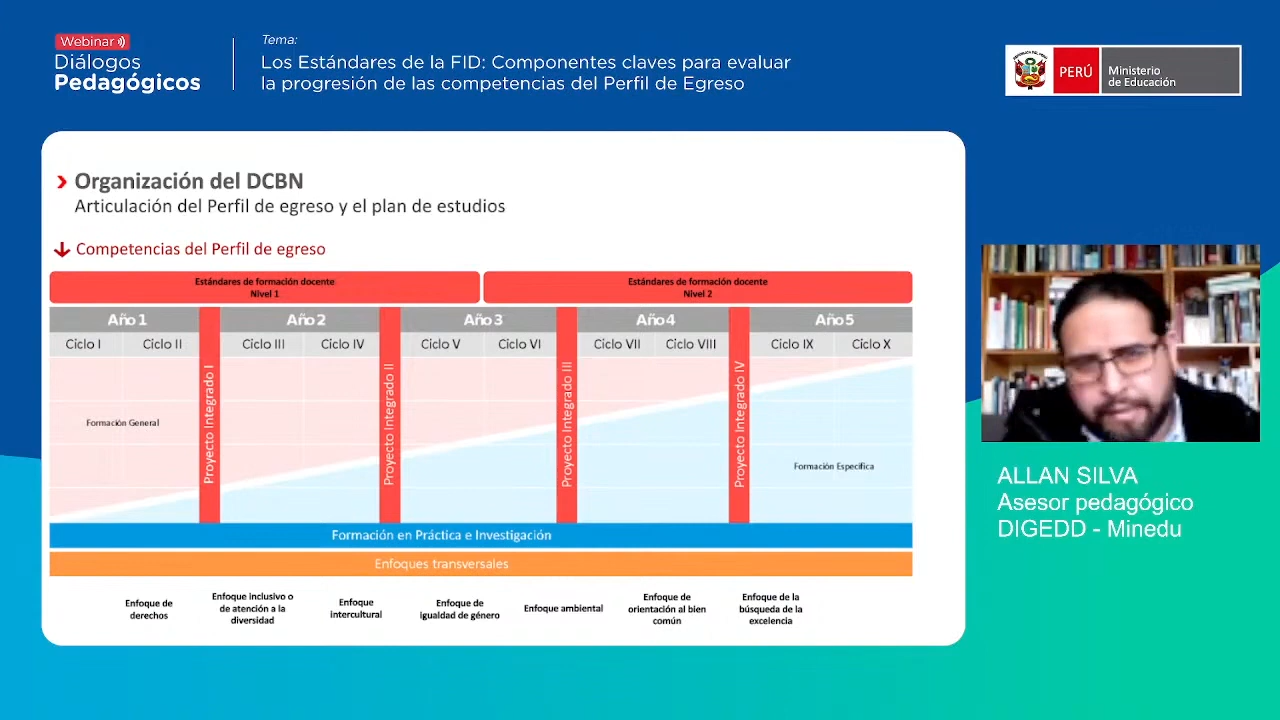 Webinar
Diálogos
Pedagógicos
Tema:
Los Estándares de la FID: Componentes claves para evaluar
la progresión de las competencias del Perfil de Egreso
PERÚ
Ministerio
de Educación
Organización del DCBN
Articulación del Perfil de egreso y el plan de estudios
Competencias del Perfil de egreso
Estándares de formación docente
Nivel 1
Estándares de formación docente
Nivel 2
Año 1
Año 2
Año 3
Año 4
Año 5
Ciclo I
Ciclo II
Ciclo III
Ciclo IV
Ciclo V
Ciclo VI
Ciclo VII
Ciclo VIII
Ciclo IX
Ciclo X
Proyecto Integrado I
Proyecto Integrado II
Proyecto Integrado III
Proyecto Integrado IV
Formación General
Formación Especifica
Formación en Práctica e Investigación
Enfoques transversales
Enfoque de
derechos
Enfoque inclusivo o
de atención a la
diversidad
Enfoque
intercultural
Enfoque de
igualdad de género
Enfoque ambiental
Enfoque de
orientación al bien
común
Enfoque de la
búsqueda de la
excelencia
ALLAN SILVA
Asesor pedagógico
DIGEDD - Minedu